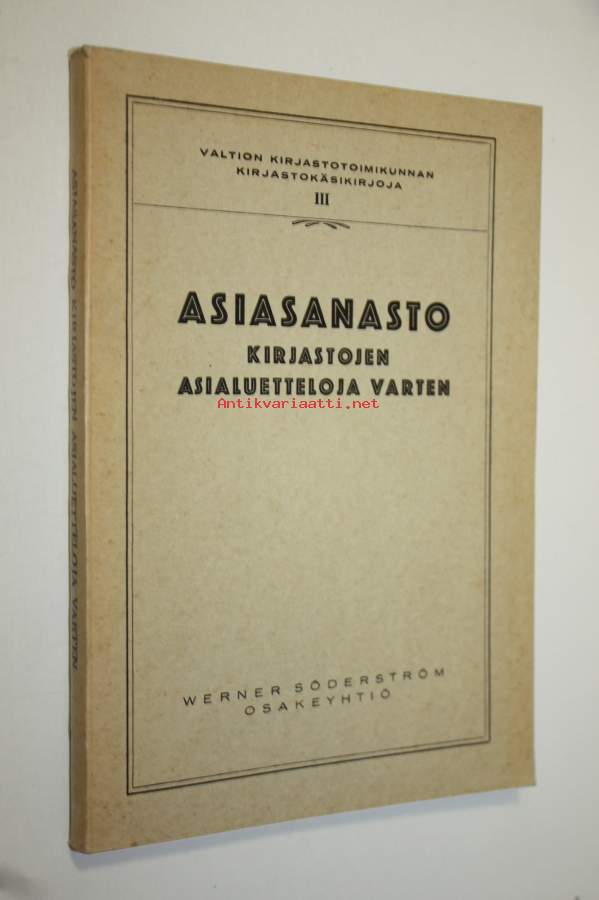 VALTION KIRJASTOTOIMIKUNNAN
KIRJASTOKÄSIKIRJOJA
III
ASIASANASTO
KIRJASTOJEN
ASIALUETTELOJA VARTEN
Antikvariaatti.net
WERNER SÖDERSTRÖM
OSAKEYHTIÖ
ASIASANASTO KIRJASTOJEN ASIALUETTELOJA VARTEN